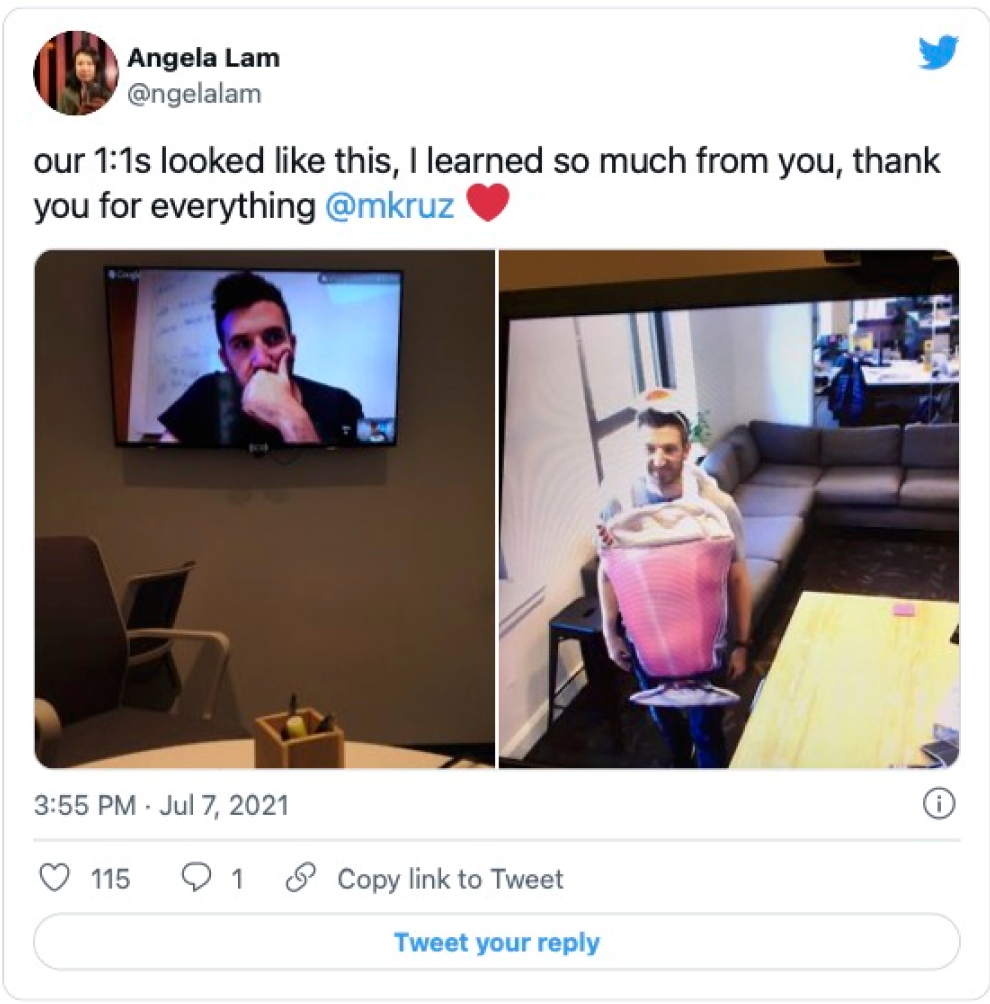 Angela Lam
@ngelalam
our 1:1s looked like this, I learned so much from you, thank
you for everything @mkruz ❤️
Google
3:55 PM · Jul 7, 2021
115
1
Copy link to Tweet
Tweet your reply